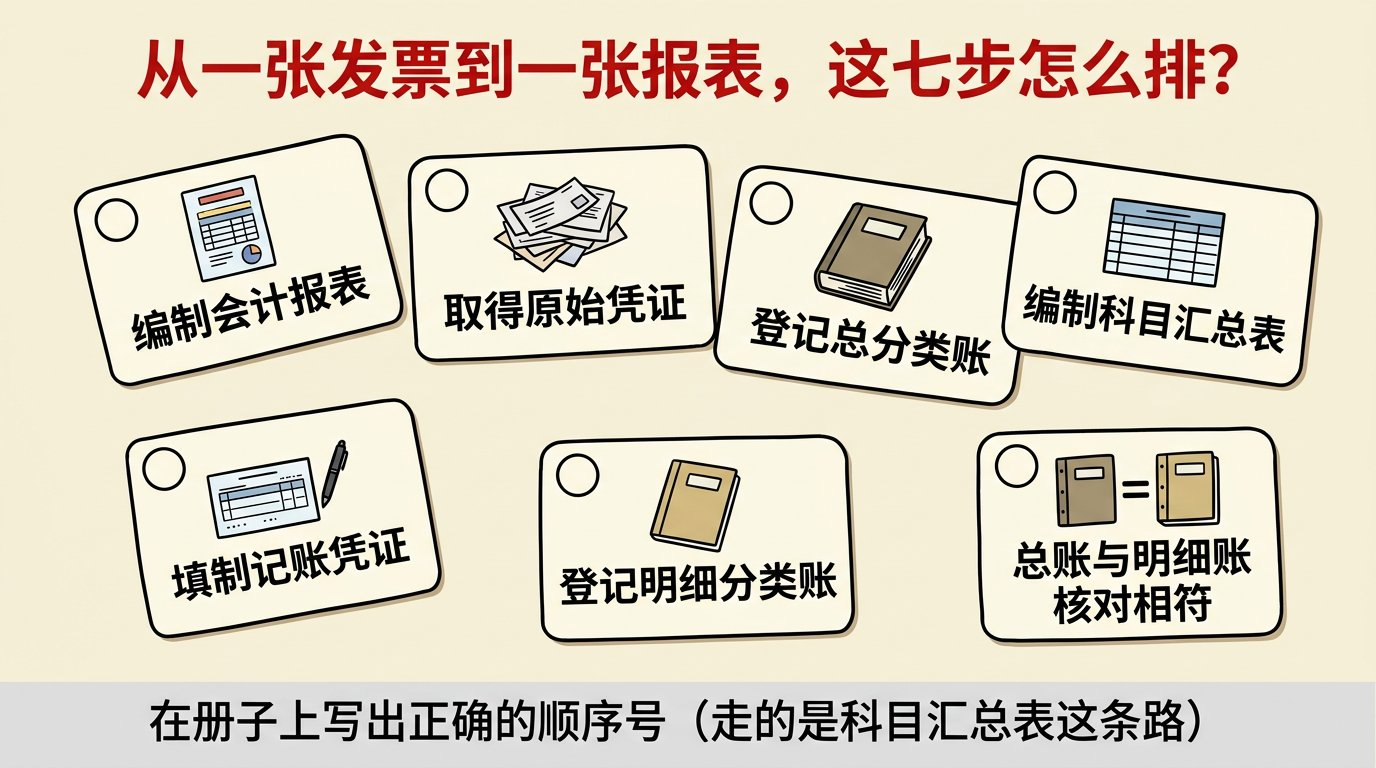 从一张发票到一张报表，这七步怎么排？
编制会计报表
取得原始凭证
登记总分类账
编制科目汇总表
填制记账凭证
登记明细分类账
=
总账与明细账
核对相符
在册子上写出正确的顺序号（走的是科目汇总表这条路）